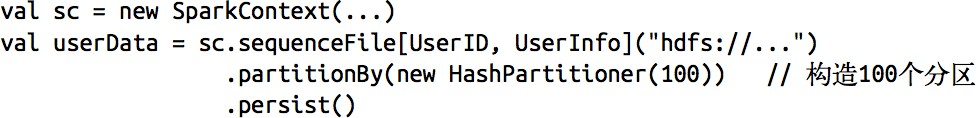 val sc = new SparkContext(...)
val userData = sc.sequenceFile[UserID, UserInfo]("hdfs://...")
.partitionBy(new HashPartitioner(100)) // 构造100个分区
.persist()